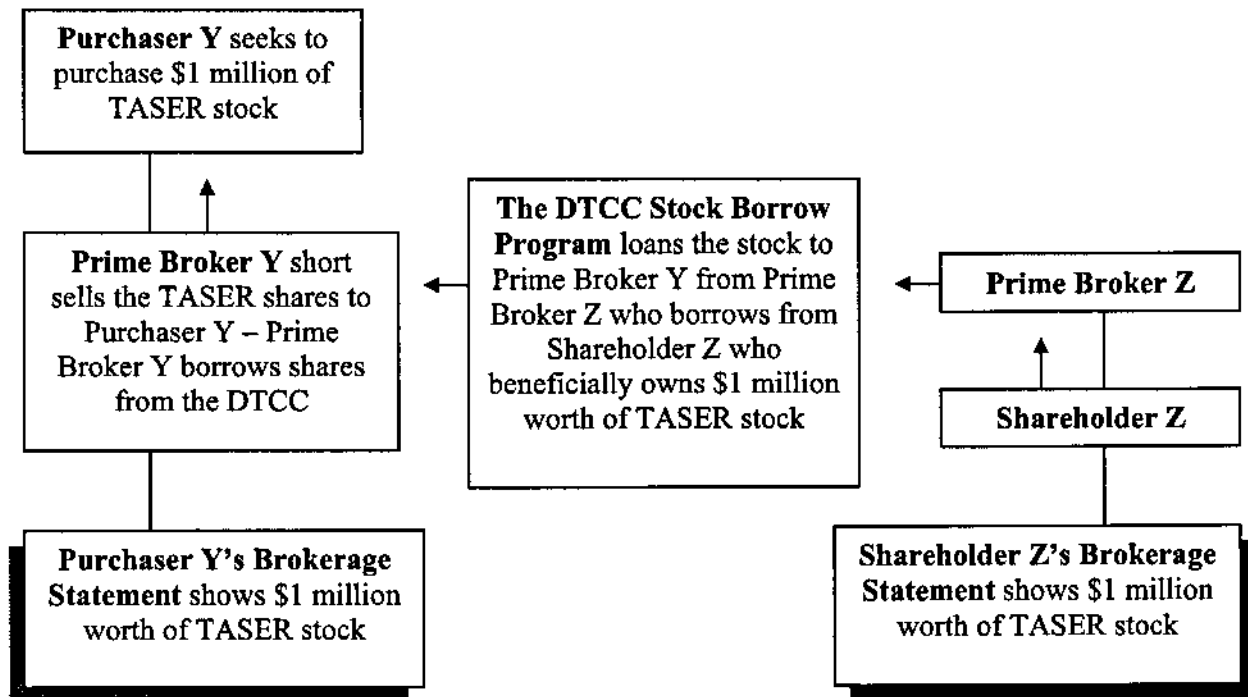 Purchaser Y seeks to
purchase $1 million of
TASER stock
Prime Broker Y short
sells the TASER shares to
Purchaser Y – Prime
Broker Y borrows shares
from the DTCC
Purchaser Y's Brokerage
Statement shows $1 million
worth of TASER stock
The DTCC Stock Borrow
Program loans the stock to
Prime Broker Y from Prime
Broker Z who borrows from
Shareholder Z who
beneficially owns $1 million
worth of TASER stock
Prime Broker Z
Shareholder Z
Shareholder Z's Brokerage
Statement shows $1 million
worth of TASER stock